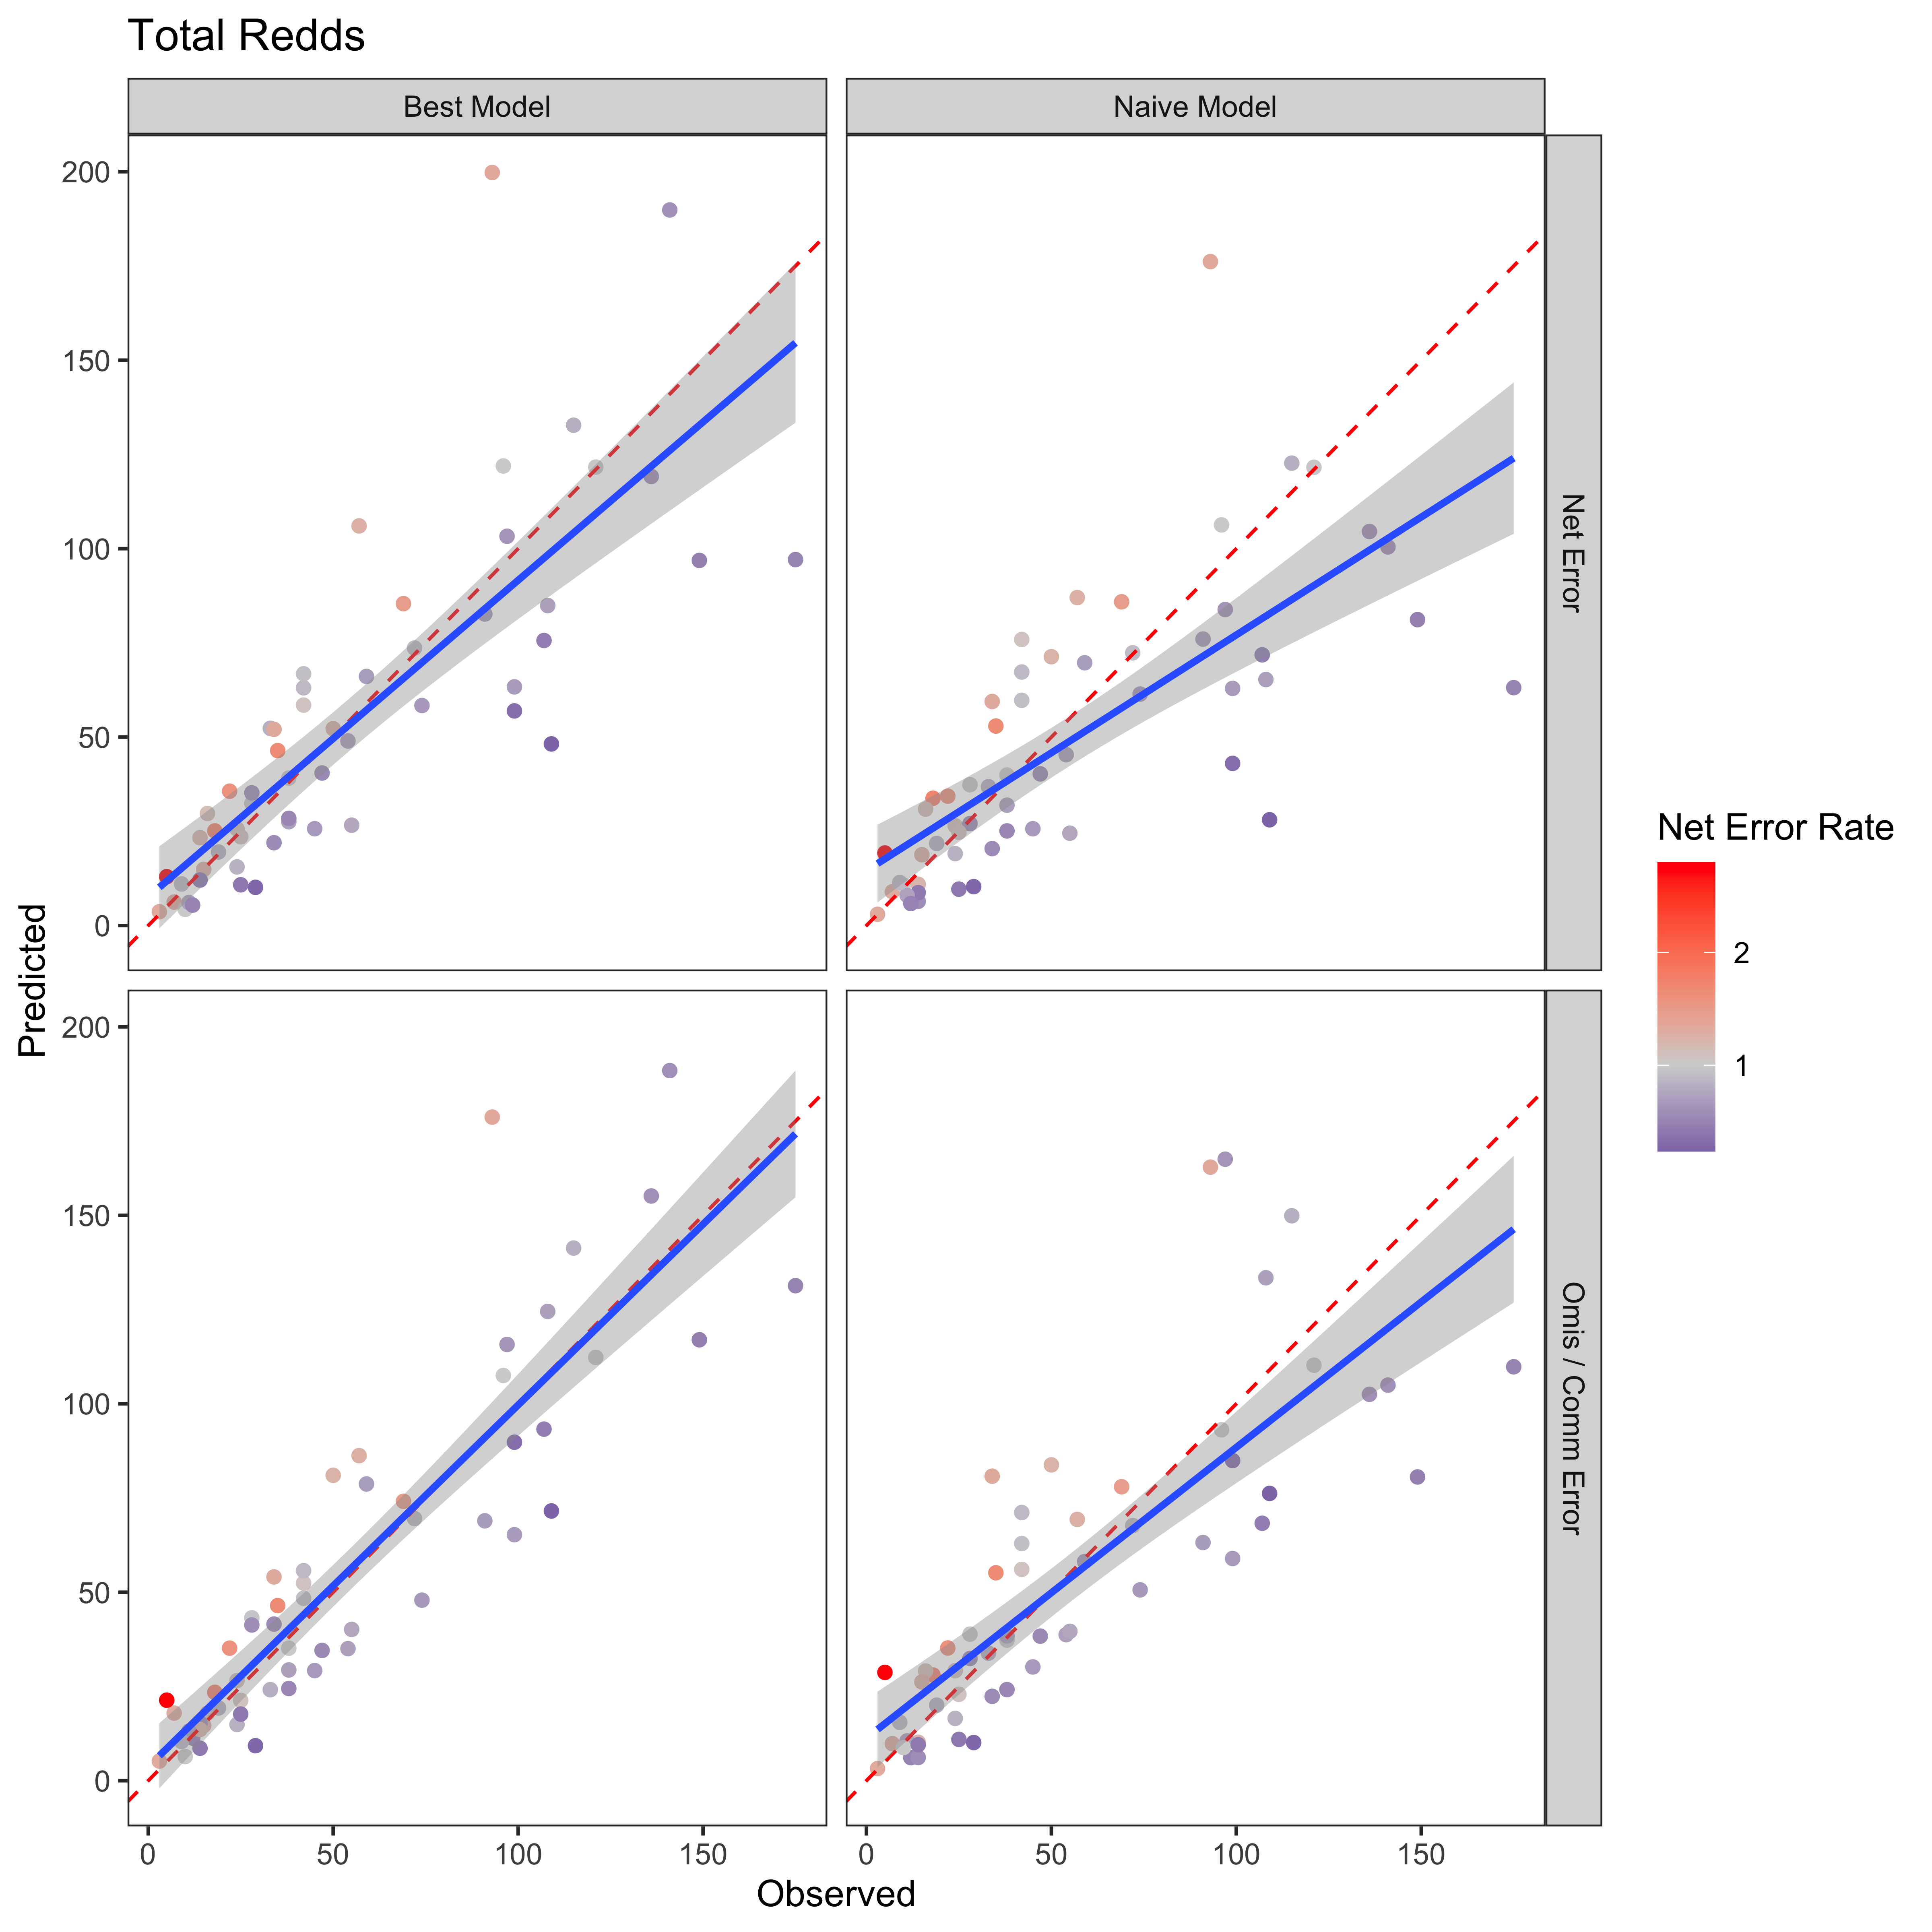 Total Redds
Best Model
Naive Model
200
150
100
50
0
Net Error
Predicted
200
150
100
50
0
Omis / Comm Error
0
50
100
150
0
50
100
150
Observed
Net Error Rate
2
1